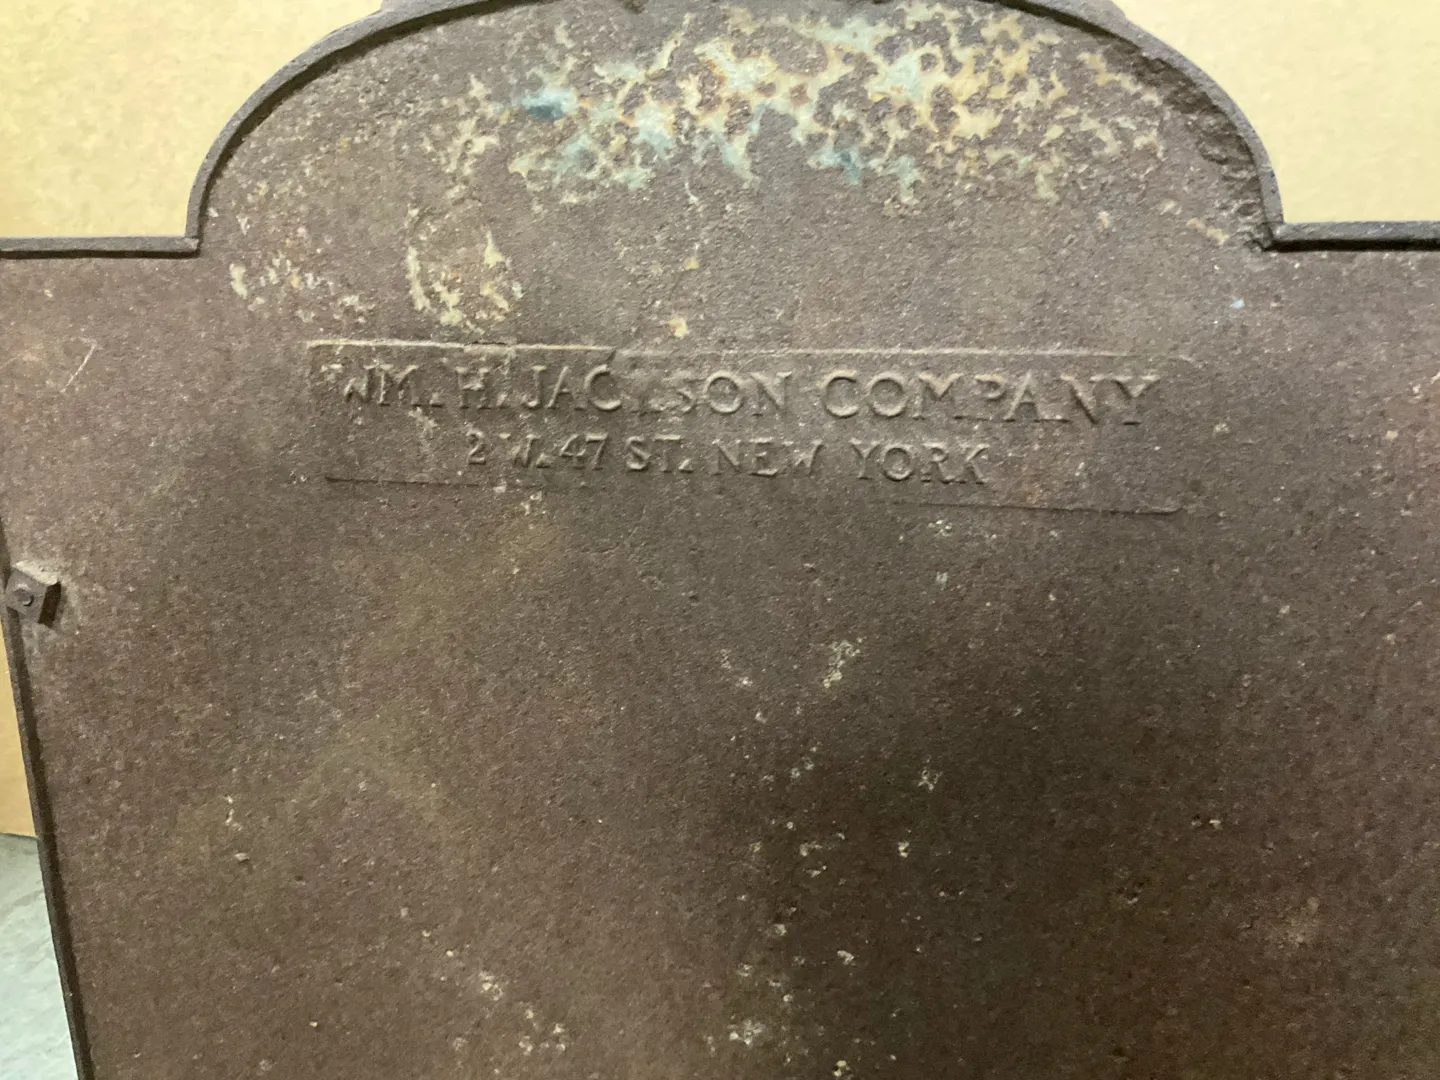 WM. H. JACKSON COMPANY
2 W. 47 ST. NEW YORK